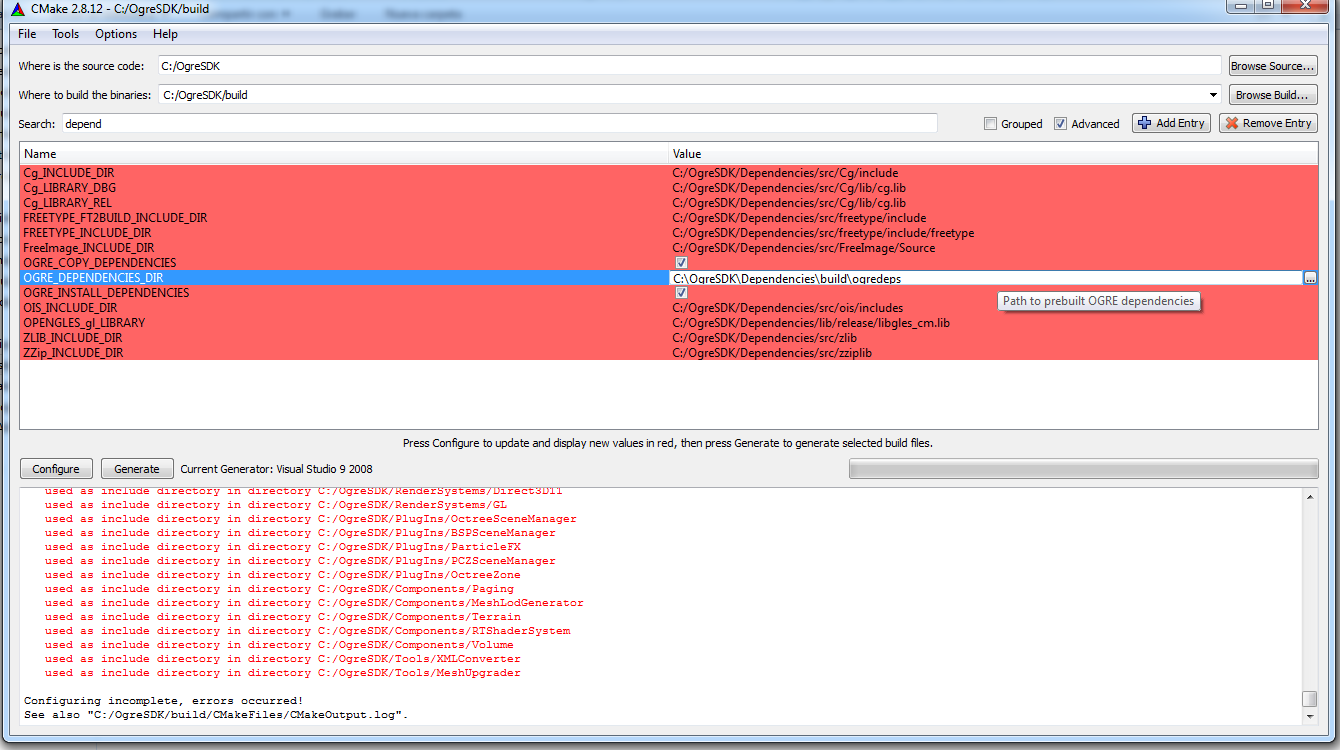 CMake 2.8.12 - C:/OgreSDK/build
File Tools Options Help
Where is the source code: C:/OgreSDK Browse Source...
Where to build the binaries: C:/OgreSDK/build Browse Build...
Search: depend Grouped Advanced Add Entry Remove Entry
Name Value
Cg_INCLUDE_DIR C:/OgreSDK/Dependencies/src/Cg/include
Cg_LIBRARY_DBG C:/OgreSDK/Dependencies/src/Cg/lib/cg.lib
Cg_LIBRARY_REL C:/OgreSDK/Dependencies/src/Cg/lib/cg.lib
FREETYPE_FT2BUILD_INCLUDE_DIR C:/OgreSDK/Dependencies/src/freetype/include
FREETYPE_INCLUDE_DIR C:/OgreSDK/Dependencies/src/freetype/include/freetype
FreeImage_INCLUDE_DIR C:/OgreSDK/Dependencies/src/FreeImage/Source
OGRE_COPY_DEPENDENCIES
OGRE_DEPENDENCIES_DIR C:\OgreSDK\Dependencies\build\ogredeps ...
OGRE_INSTALL_DEPENDENCIES
Path to prebuilt OGRE dependencies
OIS_INCLUDE_DIR C:/OgreSDK/Dependencies/src/ois/includes
OPENGLES_gl_LIBRARY C:/OgreSDK/Dependencies/lib/release/libgles_cm.lib
ZLIB_INCLUDE_DIR C:/OgreSDK/Dependencies/src/zlib
ZZip_INCLUDE_DIR C:/OgreSDK/Dependencies/src/zziplib
Press Configure to update and display new values in red, then press Generate to generate selected build files.
Configure Generate Current Generator: Visual Studio 9 2008
used as include directory in directory C:/OgreSDK/RenderSystems/Direct3D11
used as include directory in directory C:/OgreSDK/RenderSystems/GL
used as include directory in directory C:/OgreSDK/PlugIns/OctreeSceneManager
used as include directory in directory C:/OgreSDK/PlugIns/BSPSceneManager
used as include directory in directory C:/OgreSDK/PlugIns/ParticleFX
used as include directory in directory C:/OgreSDK/PlugIns/PCZSceneManager
used as include directory in directory C:/OgreSDK/PlugIns/OctreeZone
used as include directory in directory C:/OgreSDK/Components/Paging
used as include directory in directory C:/OgreSDK/Components/MeshLodGenerator
used as include directory in directory C:/OgreSDK/Components/Terrain
used as include directory in directory C:/OgreSDK/Components/RTShaderSystem
used as include directory in directory C:/OgreSDK/Components/Volume
used as include directory in directory C:/OgreSDK/Tools/XMLConverter
used as include directory in directory C:/OgreSDK/Tools/MeshUpgrader
Configuring incomplete, errors occurred!
See also "C:/OgreSDK/build/CMakeFiles/CMakeOutput.log".